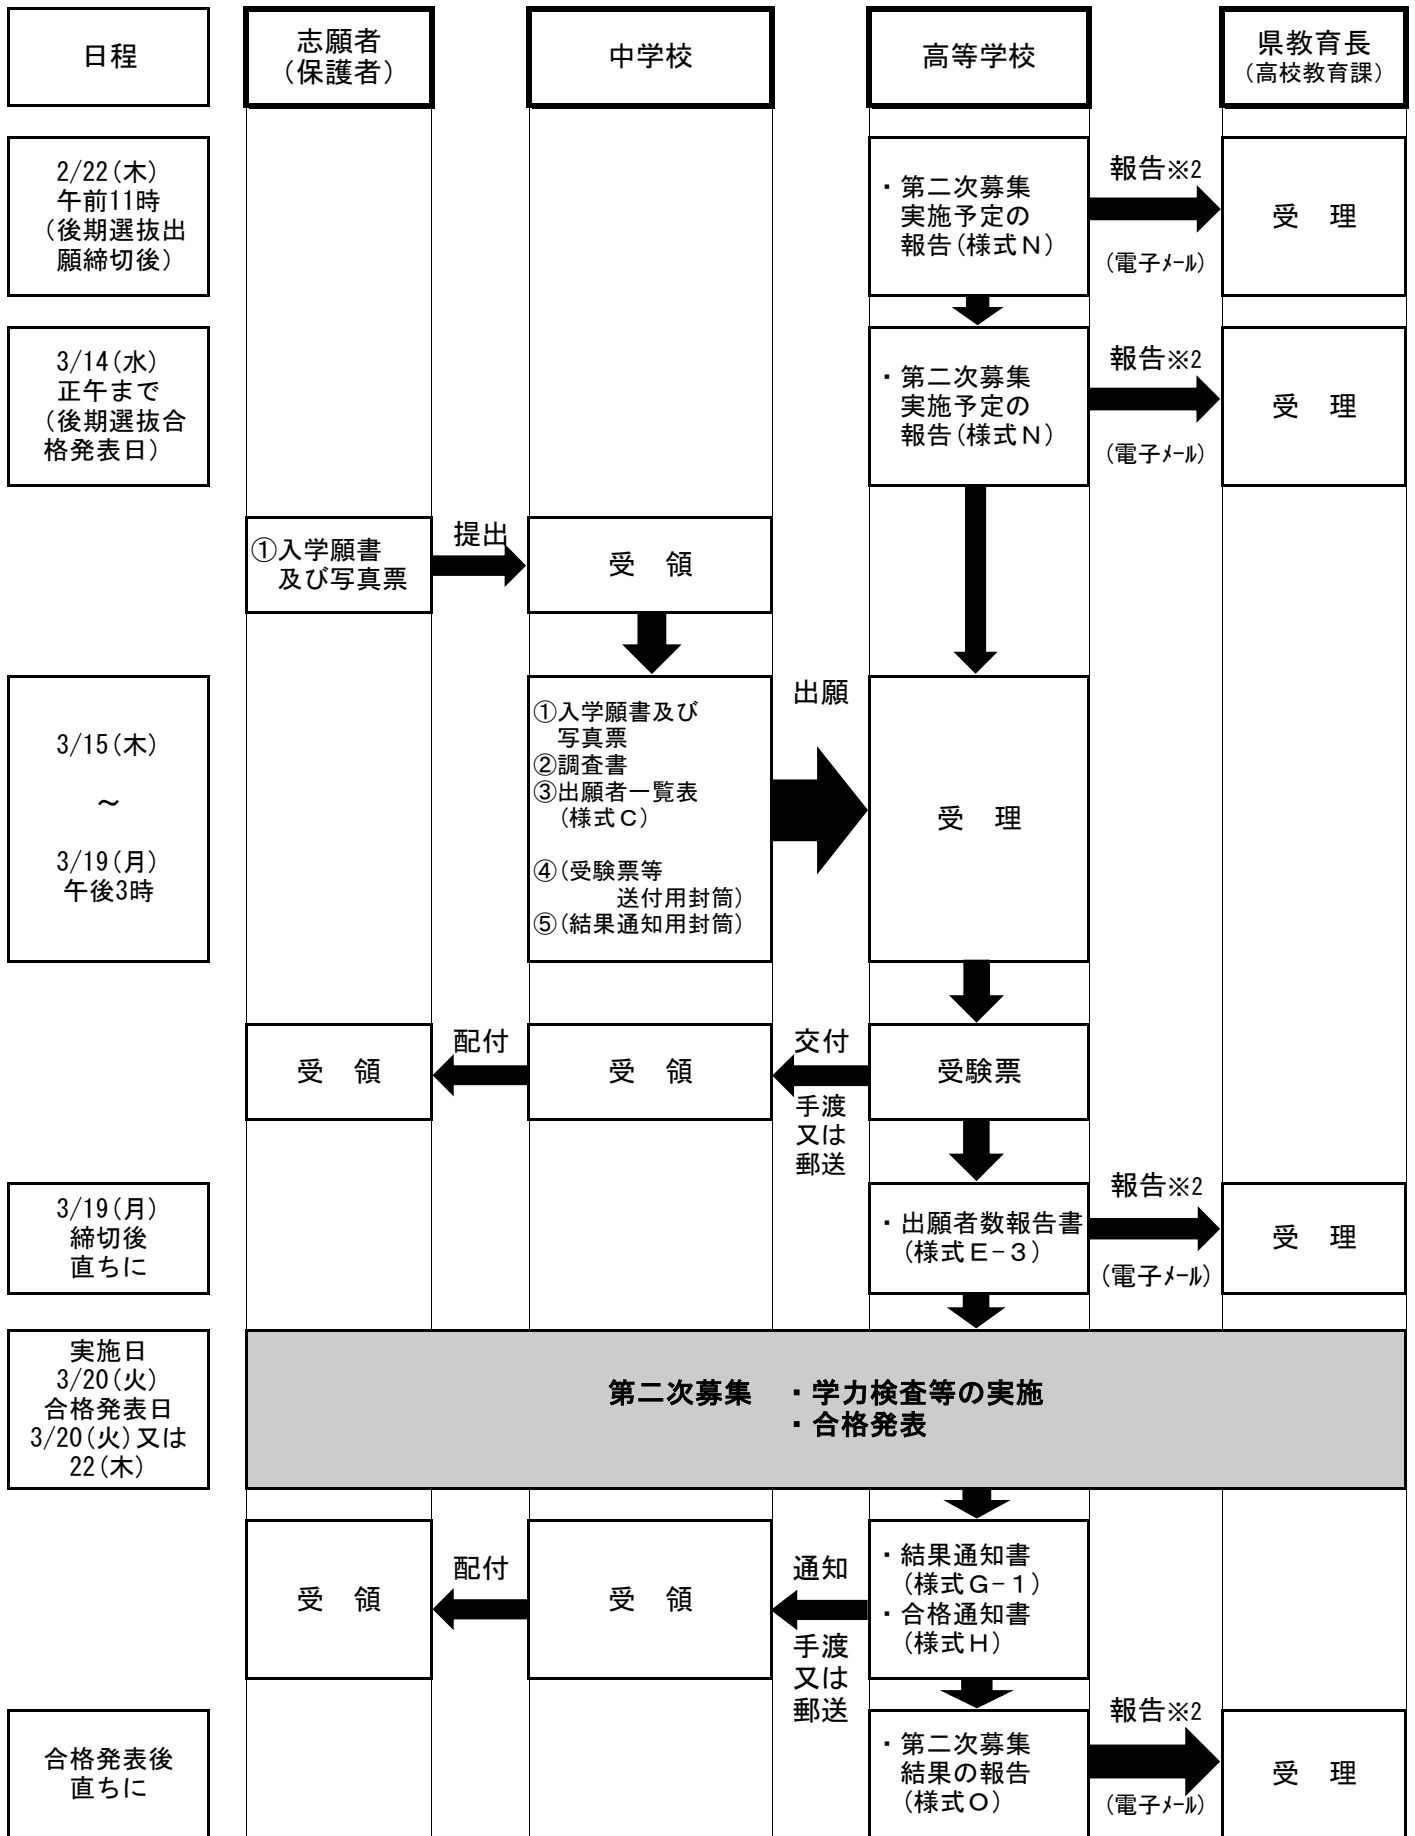 日程
志願者
（保護者）
中学校
高等学校
県教育長
（高校教育課）
2/22(木)
午前11時
（後期選抜出
願締切後）
・第二次募集
実施予定の
報告(様式Ｎ)
報告※2
(電子ﾒｰﾙ)
受　理
3/14(水)
正午まで
（後期選抜合
格発表日）
・第二次募集
実施予定の
報告(様式Ｎ)
報告※2
(電子ﾒｰﾙ)
受　理
①入学願書
及び写真票
提出
受　領
3/15(木)
～
3/19(月)
午後3時
①入学願書及び
写真票
②調査書
③出願者一覧表
(様式Ｃ)
④(受験票等
送付用封筒)
⑤(結果通知用封筒)
出願
受　理
受　領
配付
受　領
交付
手渡
又は
郵送
受験票
3/19(月)
締切後
直ちに
・出願者数報告書
(様式Ｅ−３)
報告※2
(電子ﾒｰﾙ)
受　理
実施日
3/20(火)
合格発表日
3/20(火)又は
22(木)
第二次募集　・学力検査等の実施
・合格発表
受　領
配付
受　領
通知
手渡
又は
郵送
・結果通知書
(様式Ｇ−１)
・合格通知書
(様式Ｈ)
合格発表後
直ちに
・第二次募集
結果の報告
(様式Ｏ)
報告※2
(電子ﾒｰﾙ)
受　理